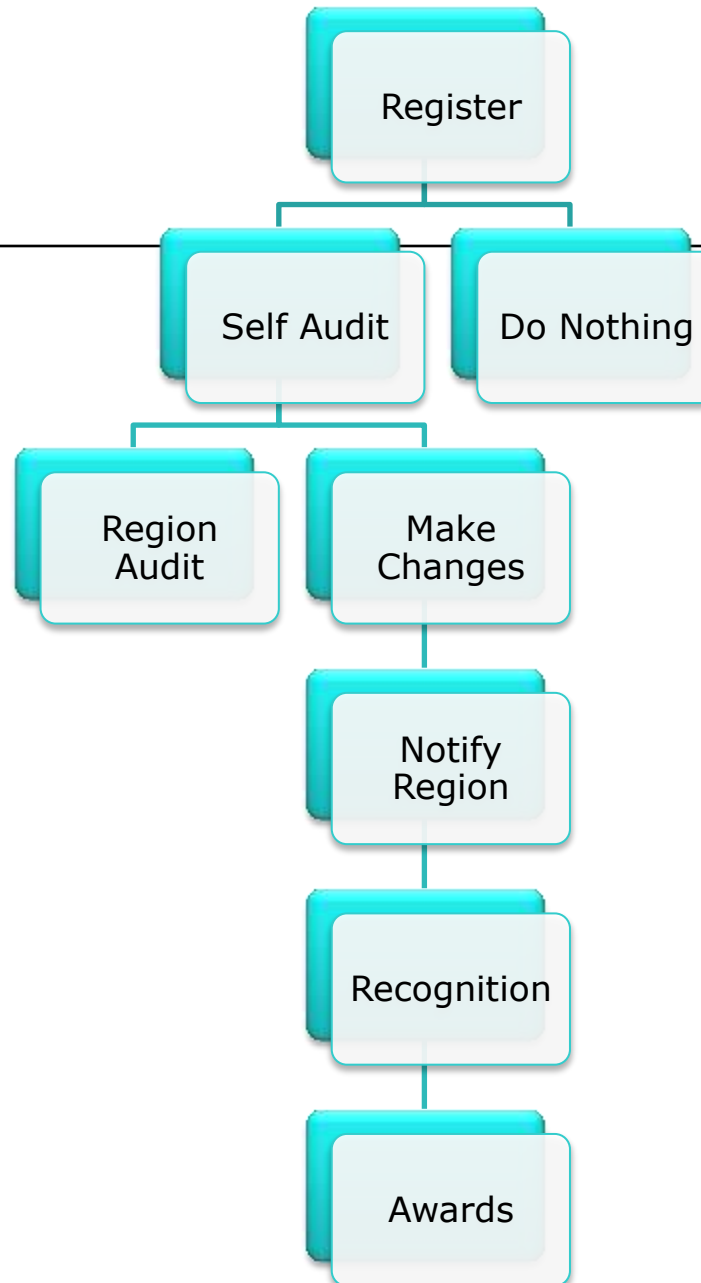 Register
Self Audit
Do Nothing
Region
Audit
Make
Changes
Notify
Region
Recognition
Awards